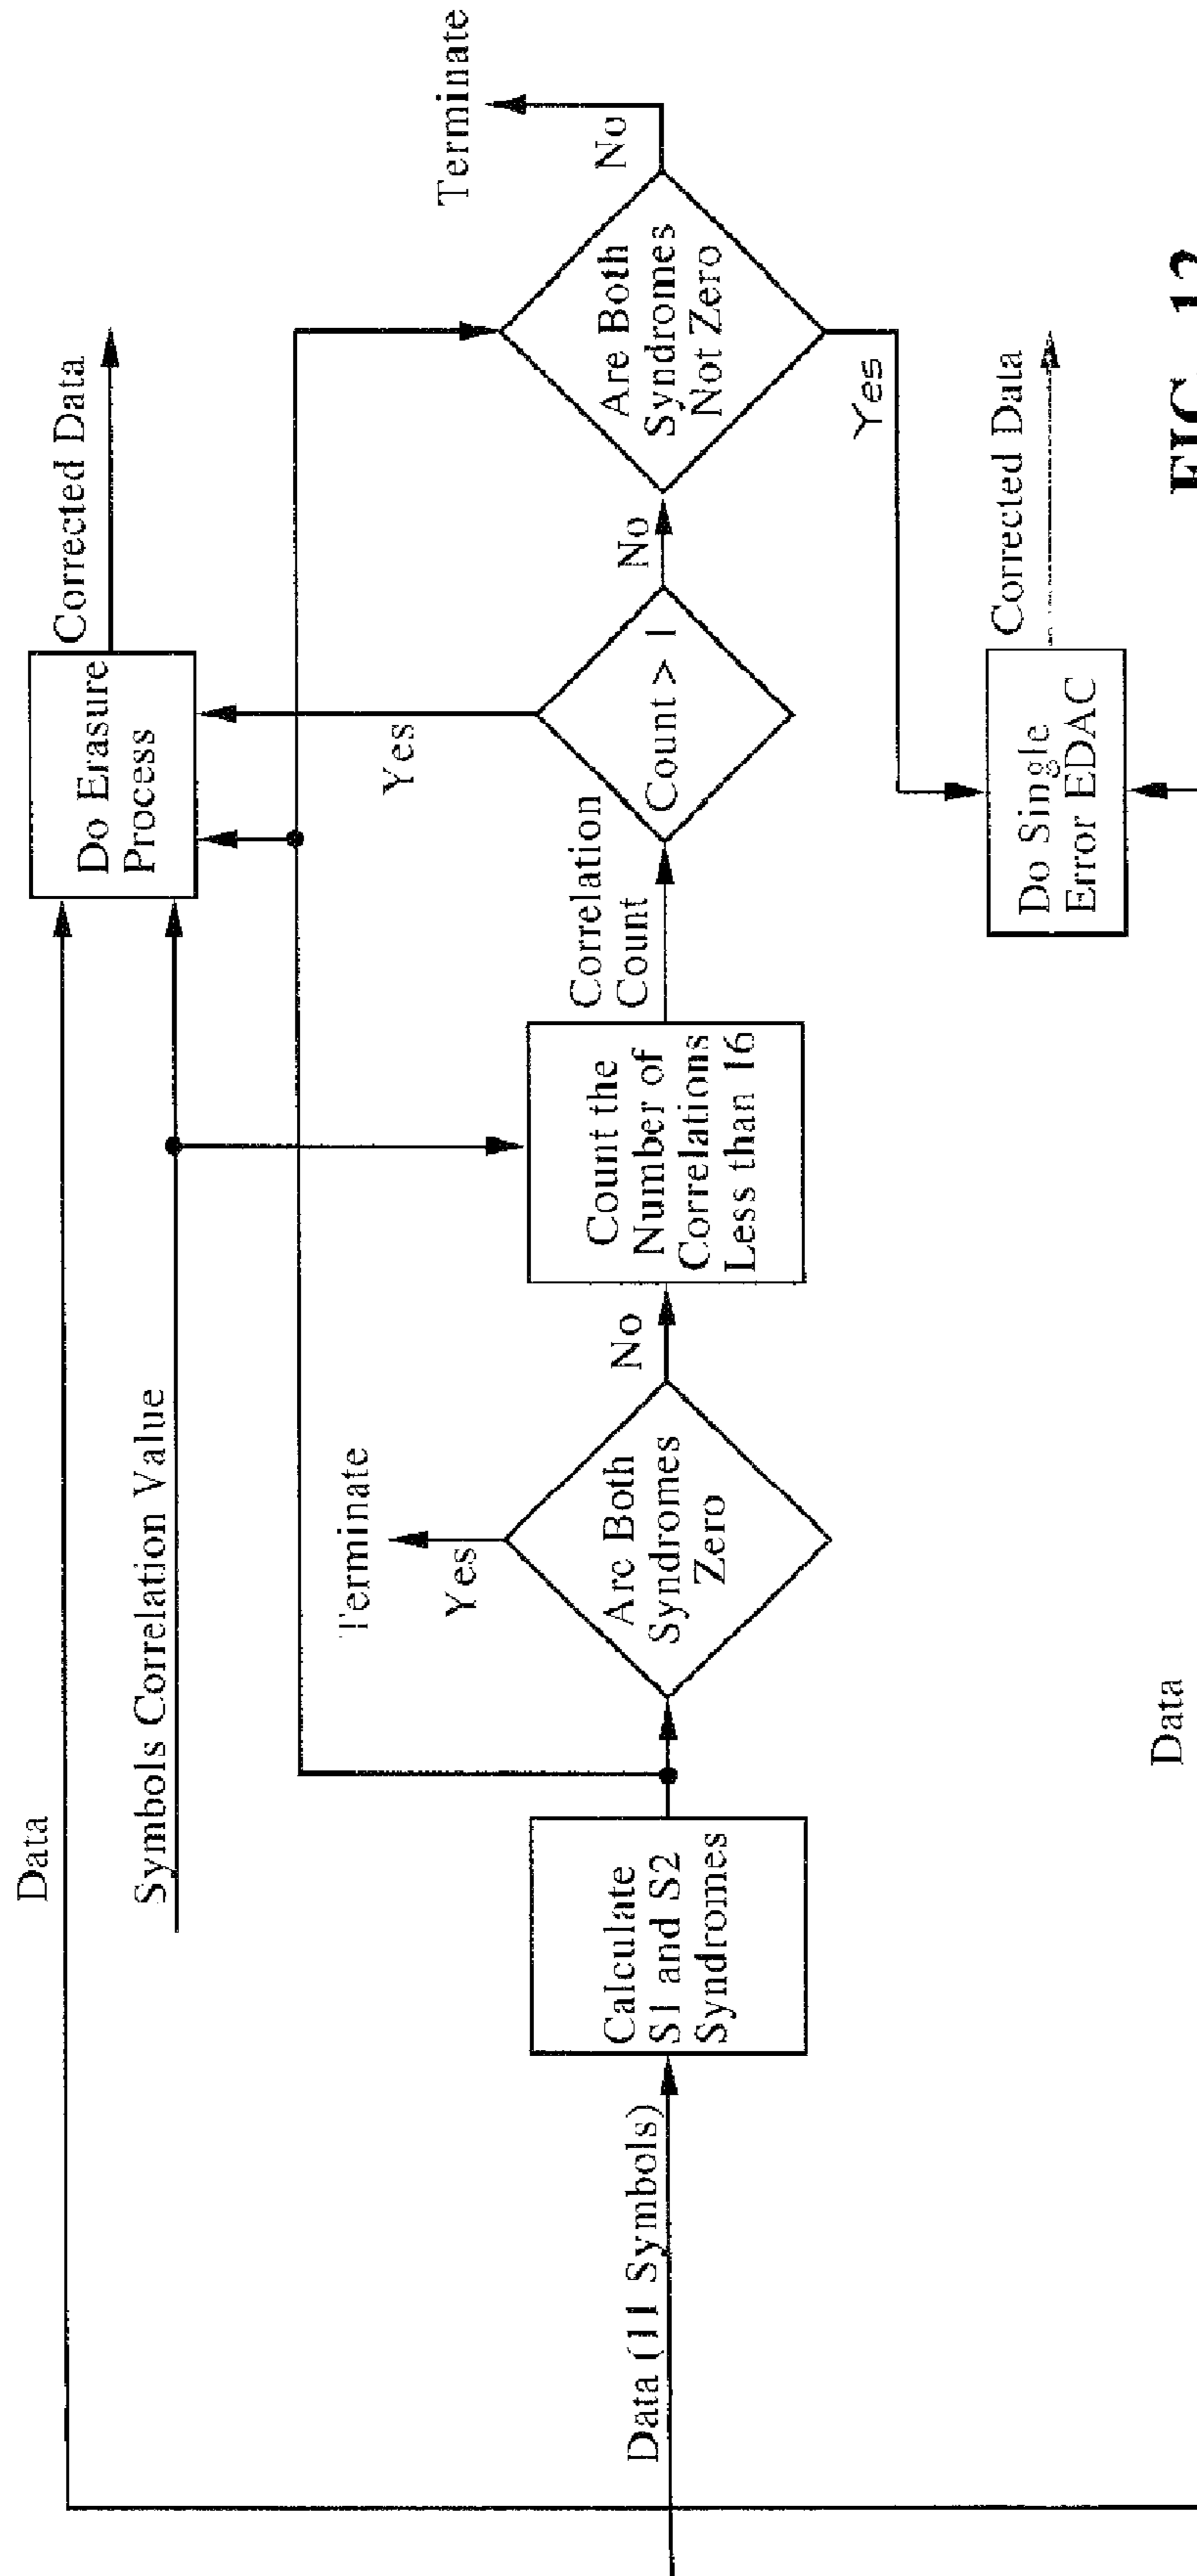 Data
Symbols Correlation Value
Data (11 Symbols)
Calculate
S1 and S2
Syndromes
Terminate
Yes
Are Both
Syndromes
Zero
No
Count the
Number of
Correlations
Less than 16
Correlation
Count
Count > 1
Yes
No
Do Erasure
Process
Corrected Data
Are Both
Syndromes
Not Zero
No
Terminate
Yes
Do Single
Error EDAC
Corrected Data
Data